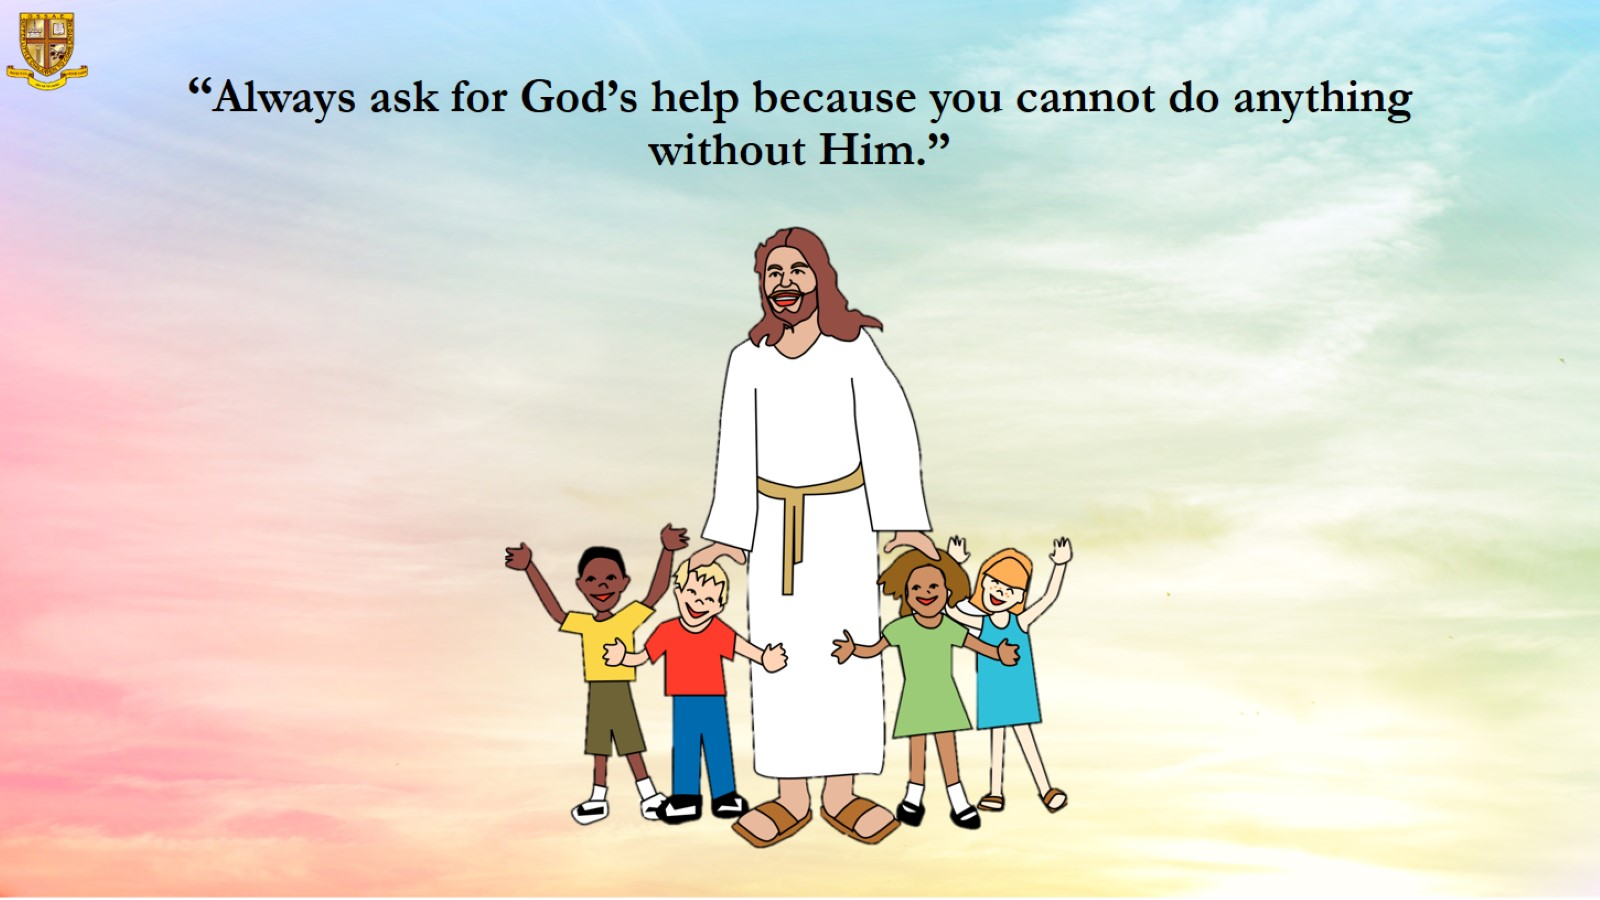 “Always ask for God’s help because you cannot do anything
without Him.”